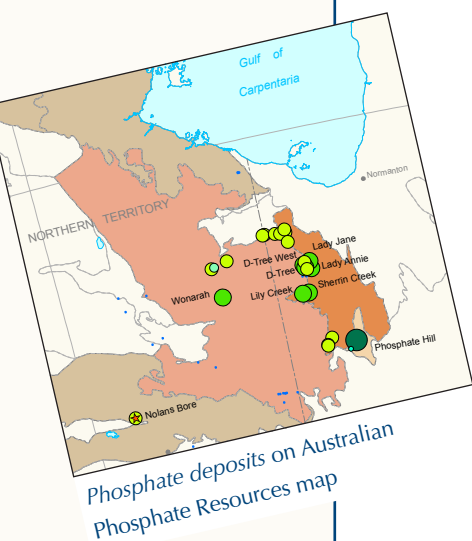 Gulf of
Carpentaria
Normanton
NORTHERN TERRITORY
Lady Jane
D-Tree West
Lady Annie
D-Tree
Sherrin Creek
Lily Creek
Wonarah
Phosphate Hill
Nolans Bore
Phosphate deposits on Australian
Phosphate Resources map